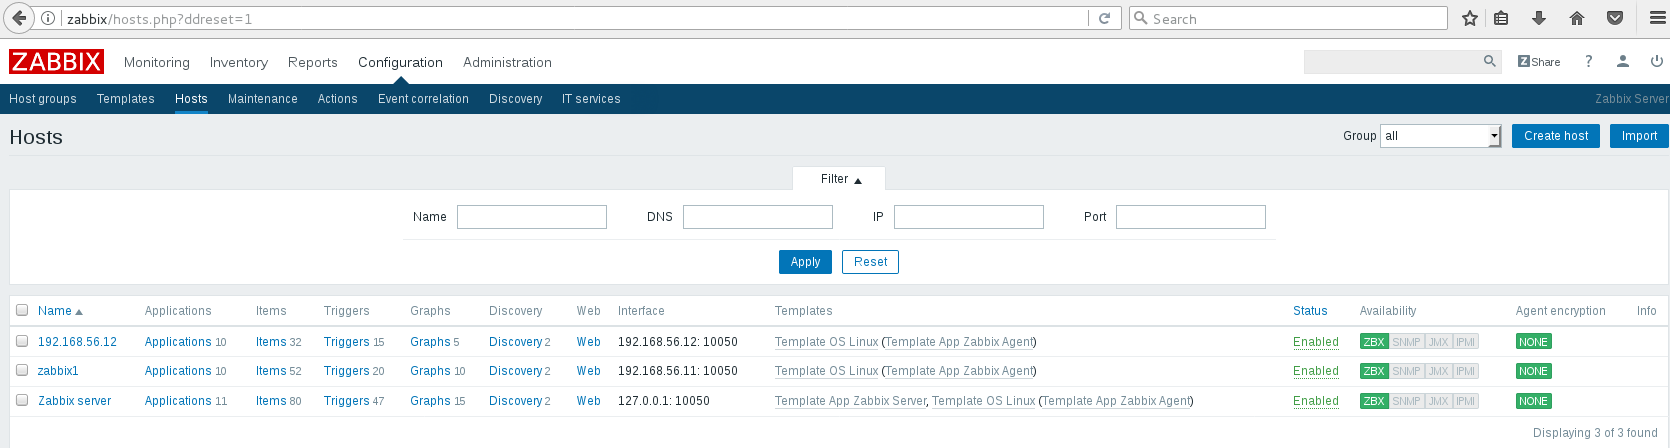 zabbix/hosts.php?ddreset=1 Search
ZABBIX Monitoring Inventory Reports Configuration Administration Z Share ?
Host groups Templates Hosts Maintenance Actions Event correlation Discovery IT services Zabbix Server
Hosts Group all Create host Import
Filter
Name DNS IP Port
Apply Reset
Name Applications Items Triggers Graphs Discovery Web Interface Templates Status Availability Agent encryption Info
192.168.56.12 Applications 10 Items 32 Triggers 15 Graphs 5 Discovery 2 Web 192.168.56.12: 10050 Template OS Linux (Template App Zabbix Agent) Enabled ZBX SNMP JMX IPMI NONE
zabbix1 Applications 10 Items 52 Triggers 20 Graphs 10 Discovery 2 Web 192.168.56.11: 10050 Template OS Linux (Template App Zabbix Agent) Enabled ZBX SNMP JMX IPMI NONE
Zabbix server Applications 11 Items 80 Triggers 47 Graphs 15 Discovery 2 Web 127.0.0.1: 10050 Template App Zabbix Server, Template OS Linux (Template App Zabbix Agent) Enabled ZBX SNMP JMX IPMI NONE
Displaying 3 of 3 found